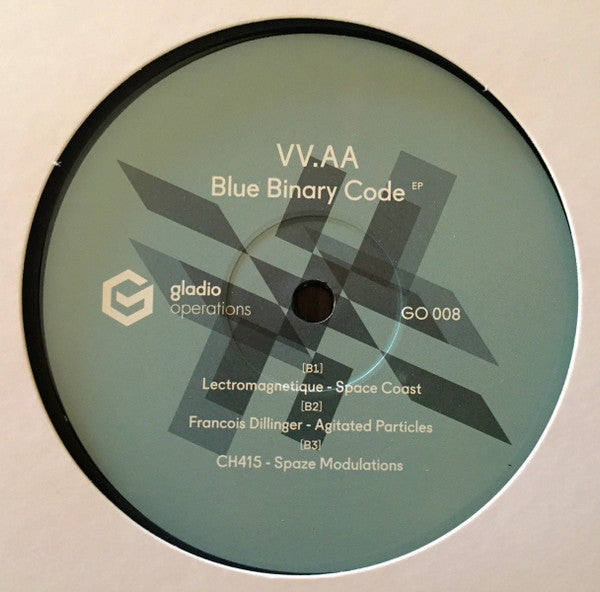 VV.AA
Blue Binary Code EP
gladio
operations
GO 008
[B1]
Lectromagnetique - Space Coast
[B2]
Francois Dillinger - Agitated Particles
[B3]
CH415 - Spaze Modulations